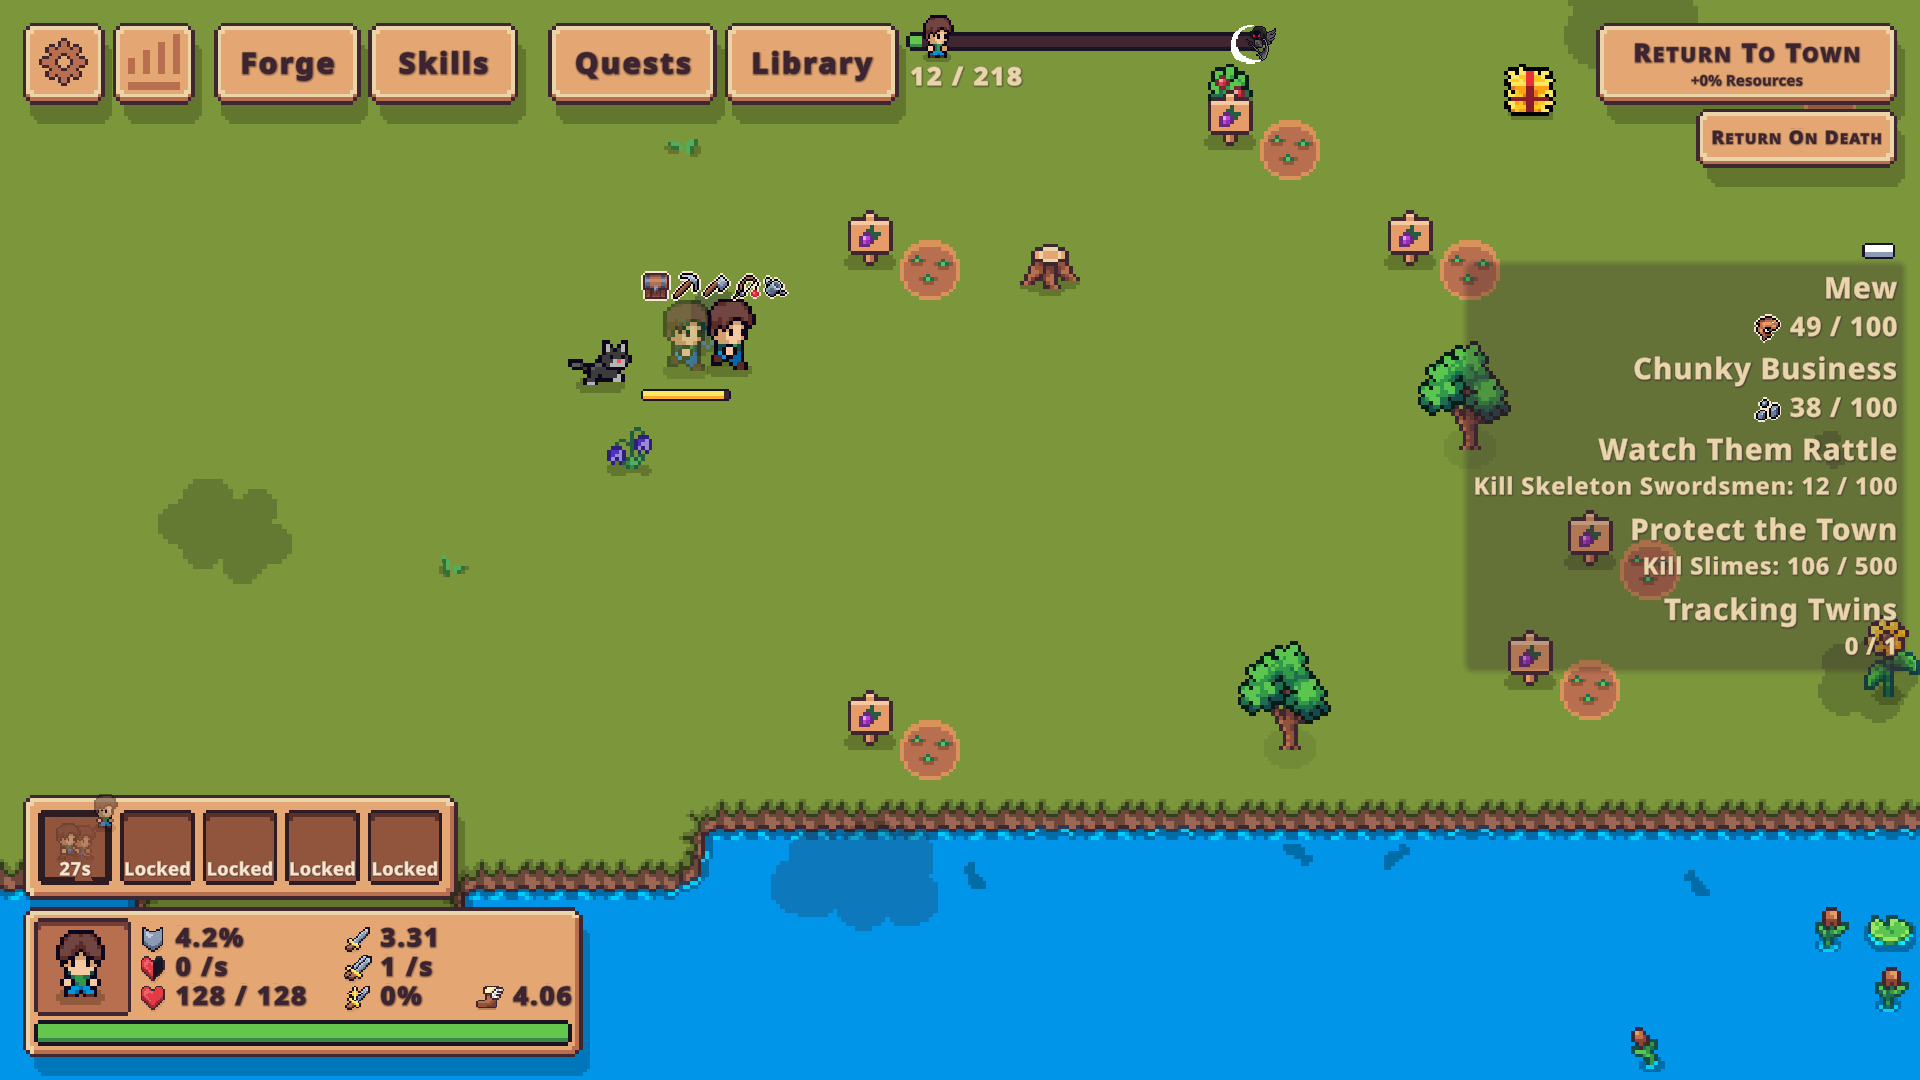 Forge
Skills
Quests
Library
12 / 218
RETURN TO TOWN
+0% Resources
RETURN ON DEATH
Mew
49 / 100
Chunky Business
38 / 100
Watch Them Rattle
Kill Skeleton Swordsmen: 12 / 100
Protect the Town
Kill Slimes: 106 / 500
Tracking Twins
0 / 1
27s
Locked
Locked
Locked
Locked
4.2%
3.31
0 /s
1 /s
128 / 128
0%
4.06